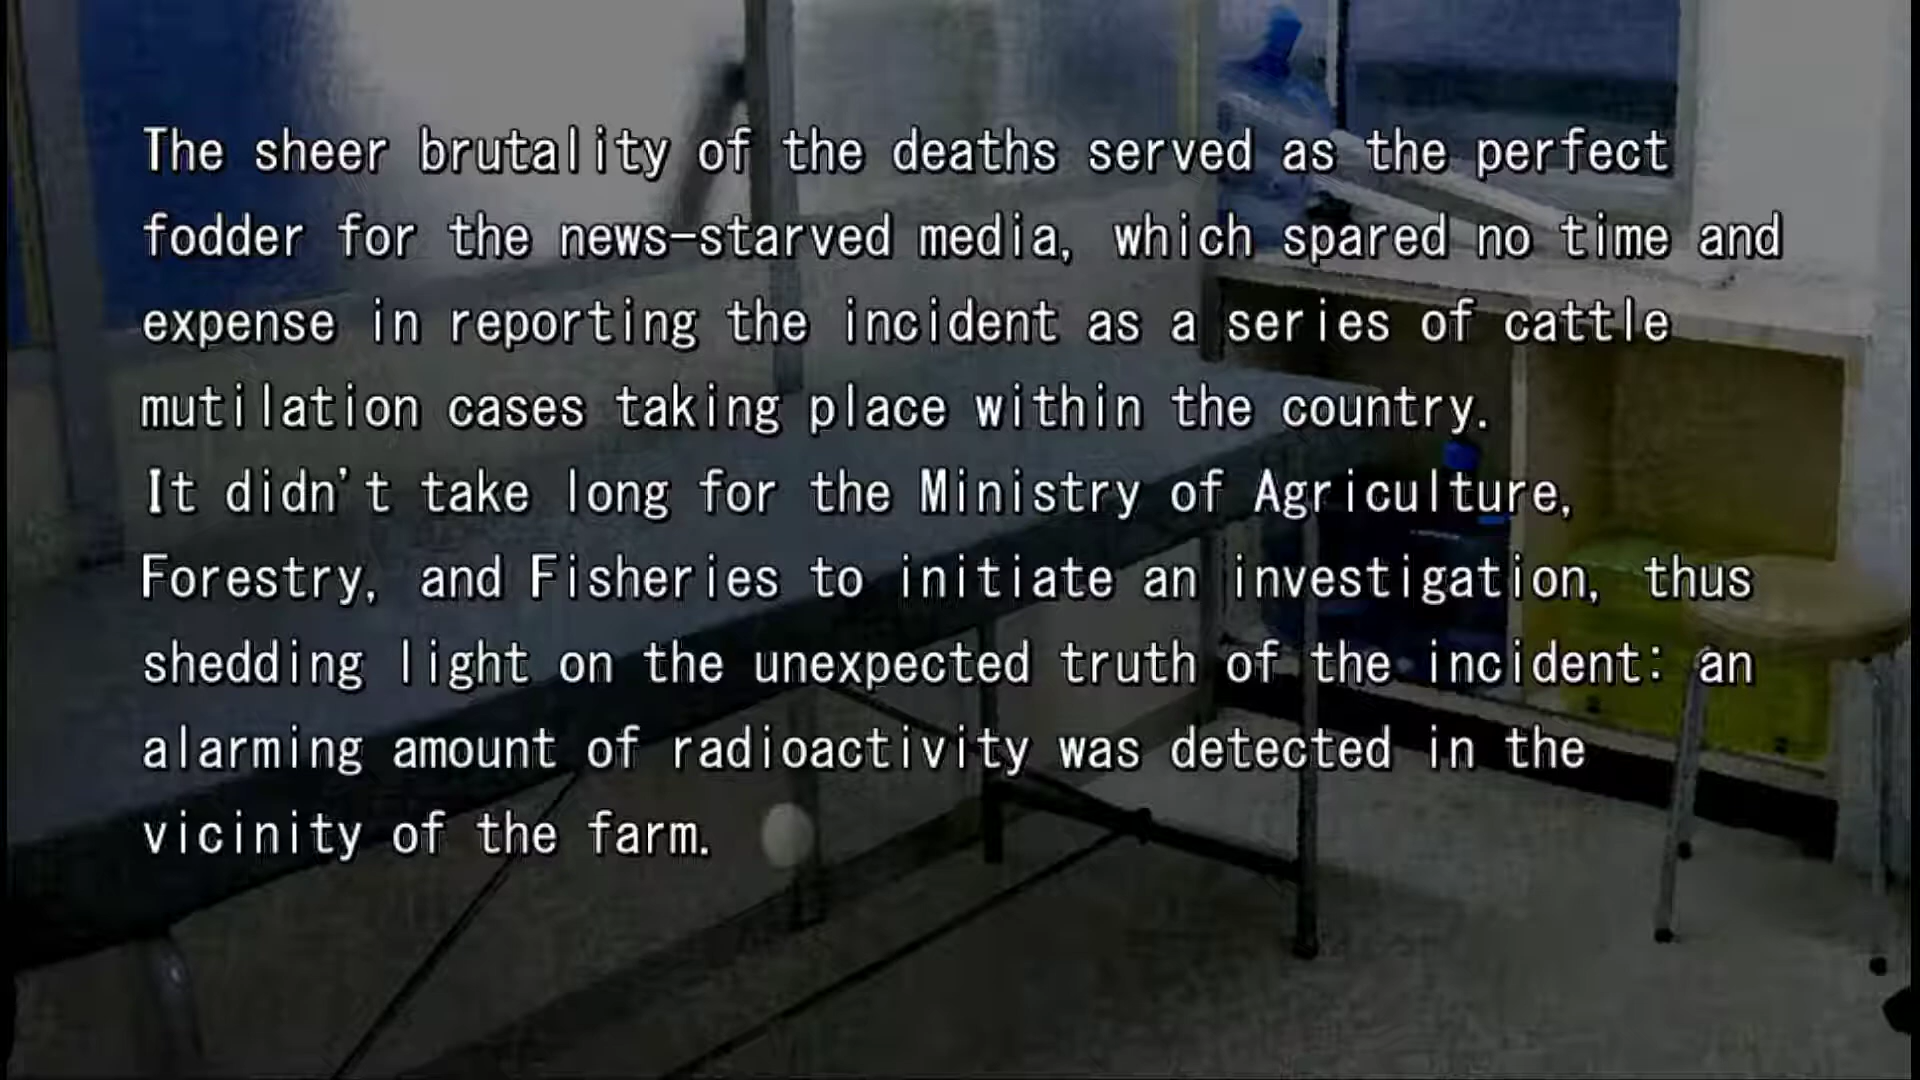 The sheer brutality of the deaths served as the perfect
fodder for the news-starved media, which spared no time and
expense in reporting the incident as a series of cattle
mutilation cases taking place within the country.
It didn't take long for the Ministry of Agriculture,
Forestry, and Fisheries to initiate an investigation, thus
shedding light on the unexpected truth of the incident: an
alarming amount of radioactivity was detected in the
vicinity of the farm.